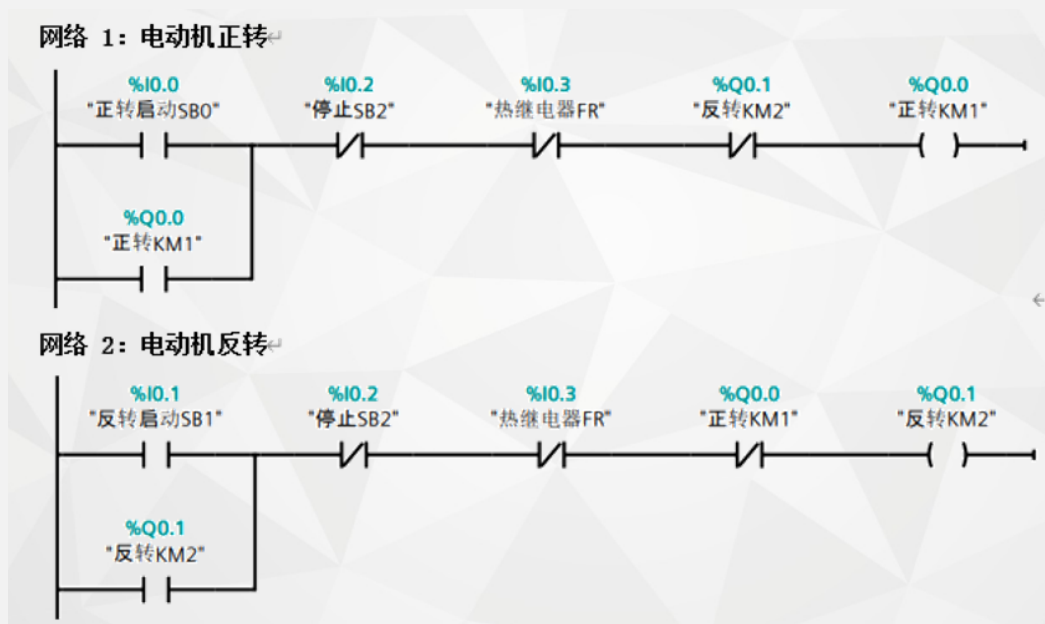 网络 1：电动机正转↵
%I0.0 %I0.2 %I0.3 %Q0.1 %Q0.0
"正转启动SB0" "停止SB2" "热继电器FR" "反转KM2" "正转KM1"
%Q0.0
"正转KM1"
网络 2：电动机反转↵
%I0.1 %I0.2 %I0.3 %Q0.0 %Q0.1
"反转启动SB1" "停止SB2" "热继电器FR" "正转KM1" "反转KM2"
%Q0.1
"反转KM2"